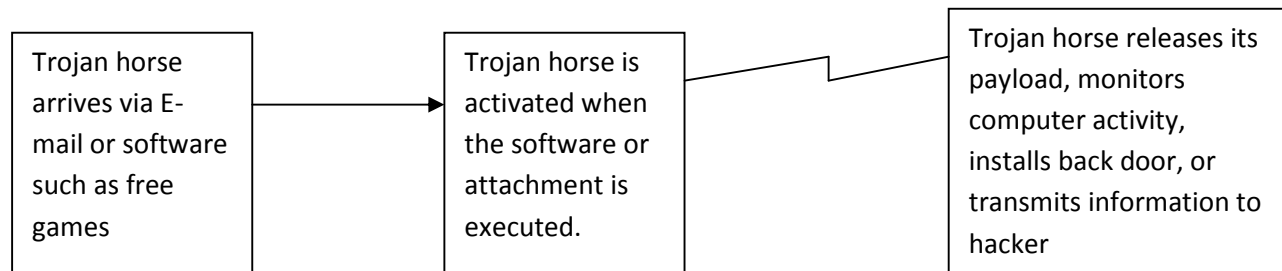 Trojan horse
arrives via E-
mail or software
such as free
games
Trojan horse is
activated when
the software or
attachment is
executed.
Trojan horse releases its
payload, monitors
computer activity,
installs back door, or
transmits information to
hacker